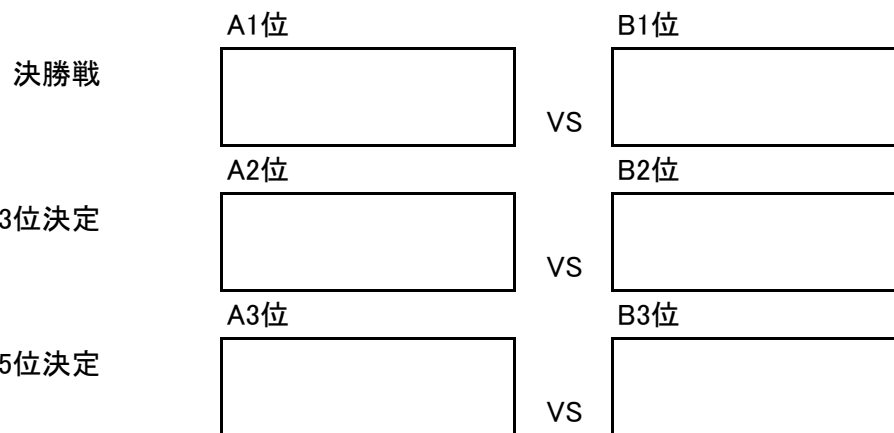 A1位 B1位
決勝戦
VS
A2位 B2位
3位決定
VS
A3位 B3位
5位決定
VS